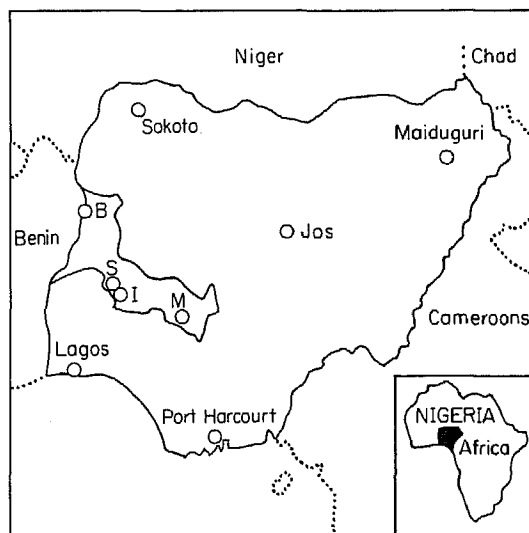 Niger
Chad
Sokoto
Maiduguri
B
Benin
Jos
S
I
M
Cameroons
Lagos
Port Harcourt
NIGERIA
Africa